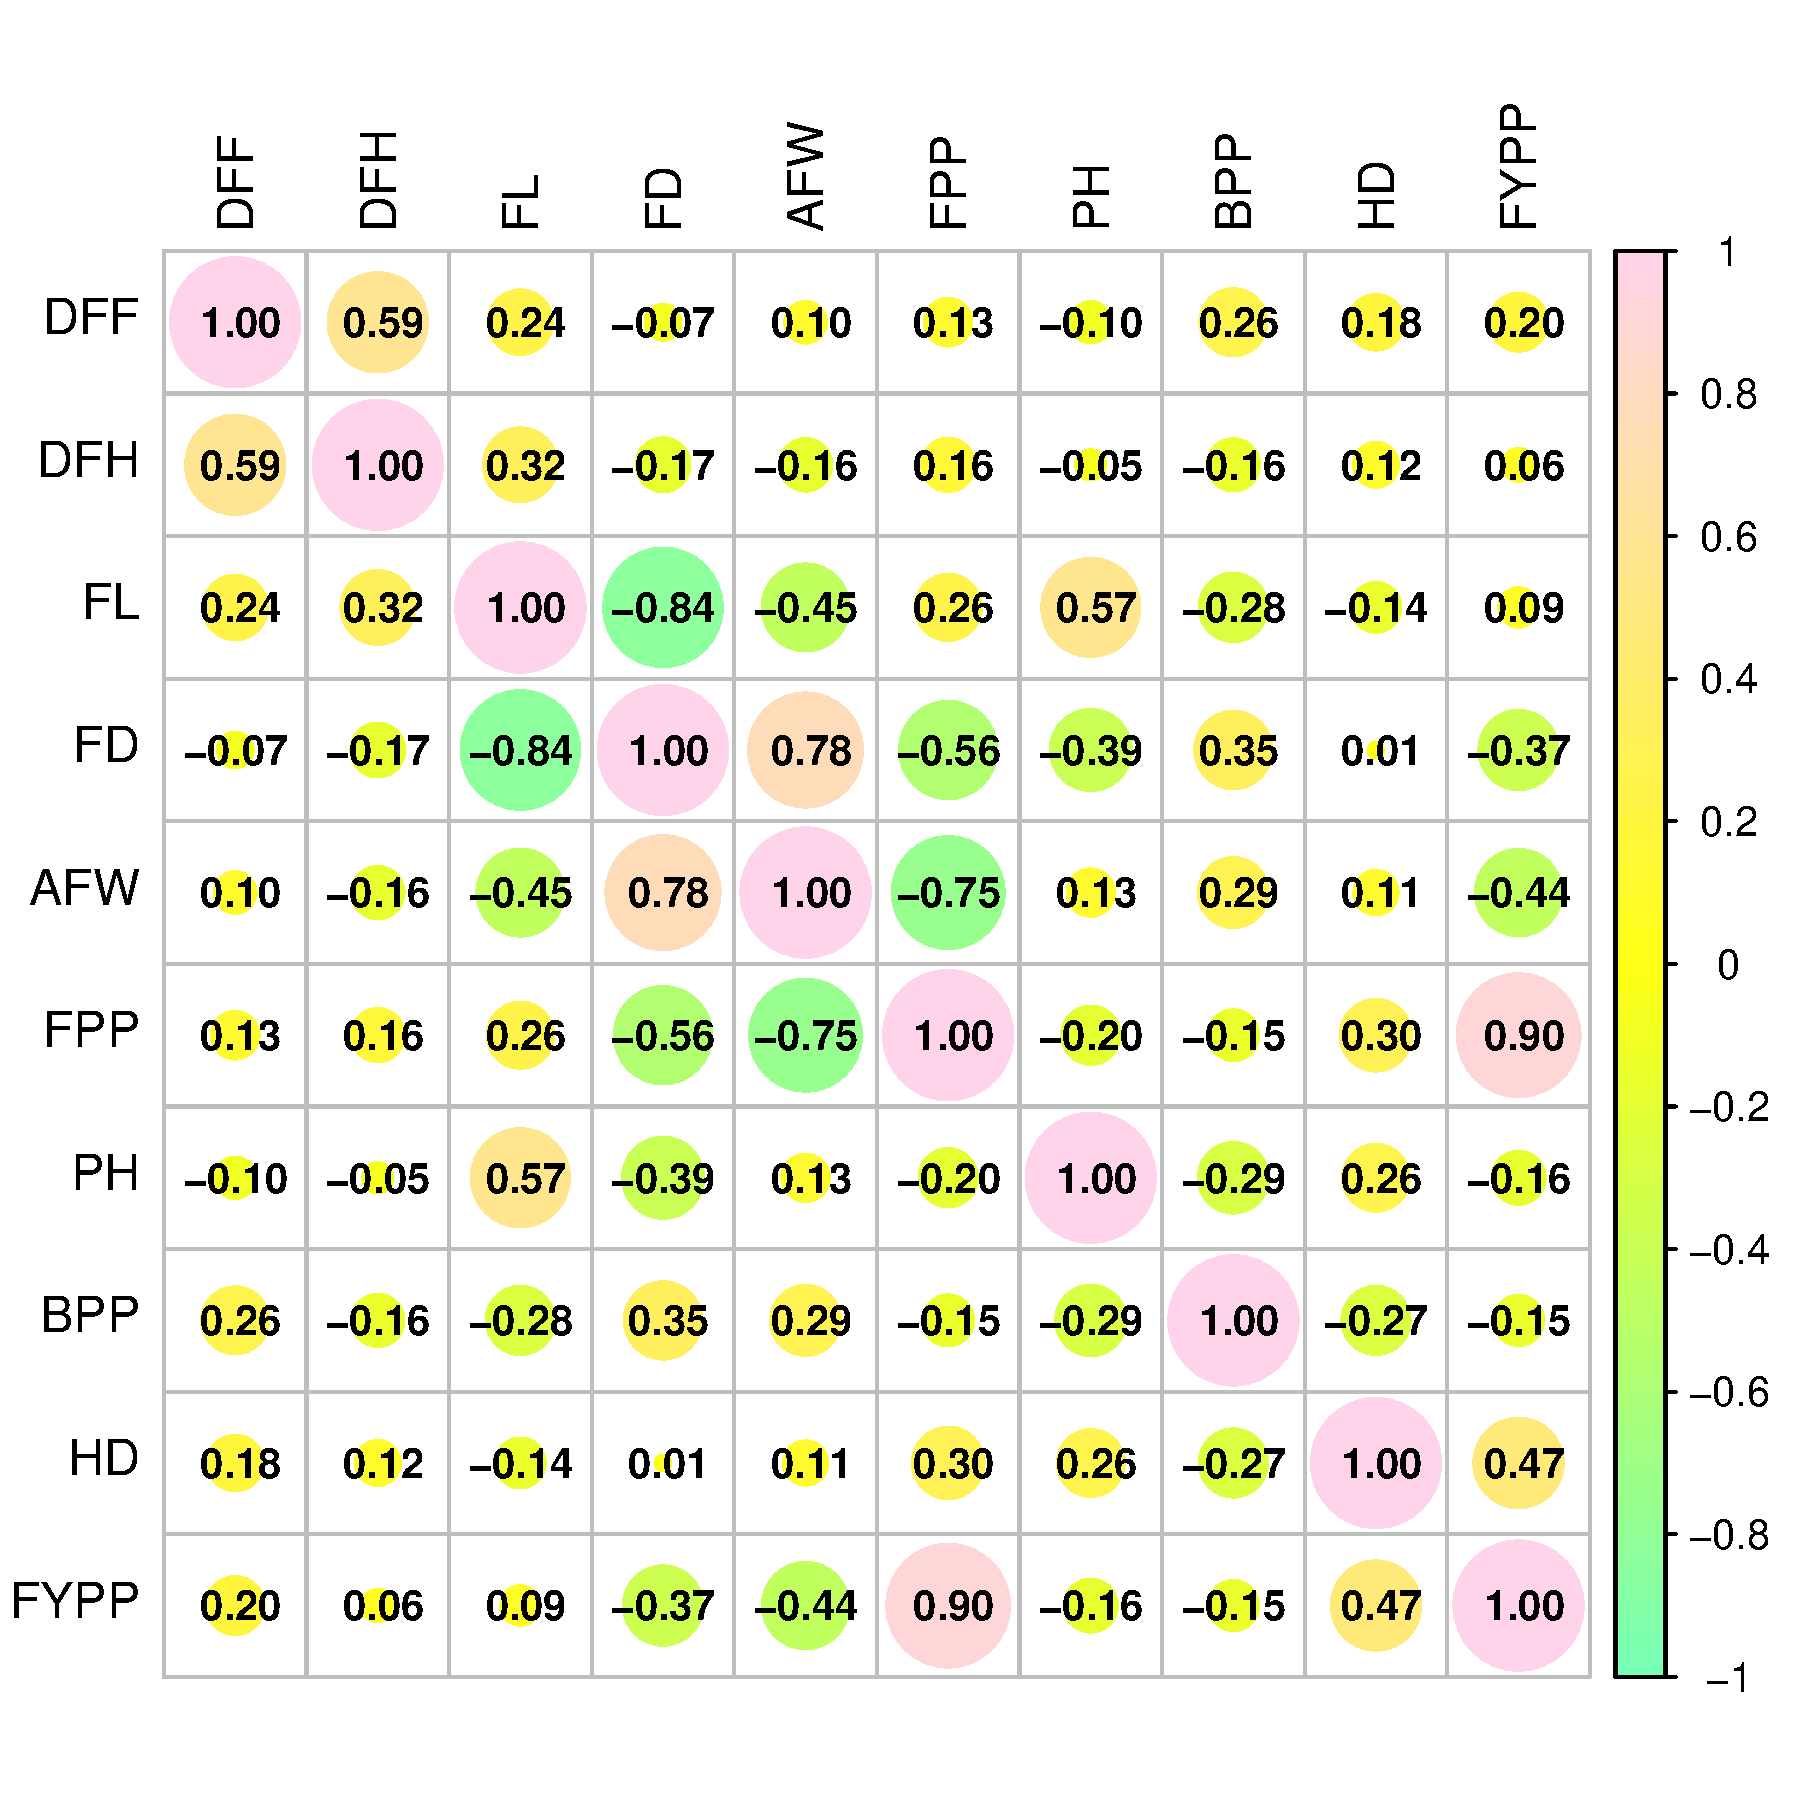 DFF DFH FL FD AFW FPP PH BPP HD FYPP
DFF 1.00 0.59 0.24 −0.07 0.10 0.13 −0.10 0.26 0.18 0.20
DFH 0.59 1.00 0.32 −0.17 −0.16 0.16 −0.05 −0.16 0.12 0.06
FL 0.24 0.32 1.00 −0.84 −0.45 0.26 0.57 −0.28 −0.14 0.09
FD −0.07 −0.17 −0.84 1.00 0.78 −0.56 −0.39 0.35 0.01 −0.37
AFW 0.10 −0.16 −0.45 0.78 1.00 −0.75 0.13 0.29 0.11 −0.44
FPP 0.13 0.16 0.26 −0.56 −0.75 1.00 −0.20 −0.15 0.30 0.90
PH −0.10 −0.05 0.57 −0.39 0.13 −0.20 1.00 −0.29 0.26 −0.16
BPP 0.26 −0.16 −0.28 0.35 0.29 −0.15 −0.29 1.00 −0.27 −0.15
HD 0.18 0.12 −0.14 0.01 0.11 0.30 0.26 −0.27 1.00 0.47
FYPP 0.20 0.06 0.09 −0.37 −0.44 0.90 −0.16 −0.15 0.47 1.00
1
0.8
0.6
0.4
0.2
0
−0.2
−0.4
−0.6
−0.8
−1